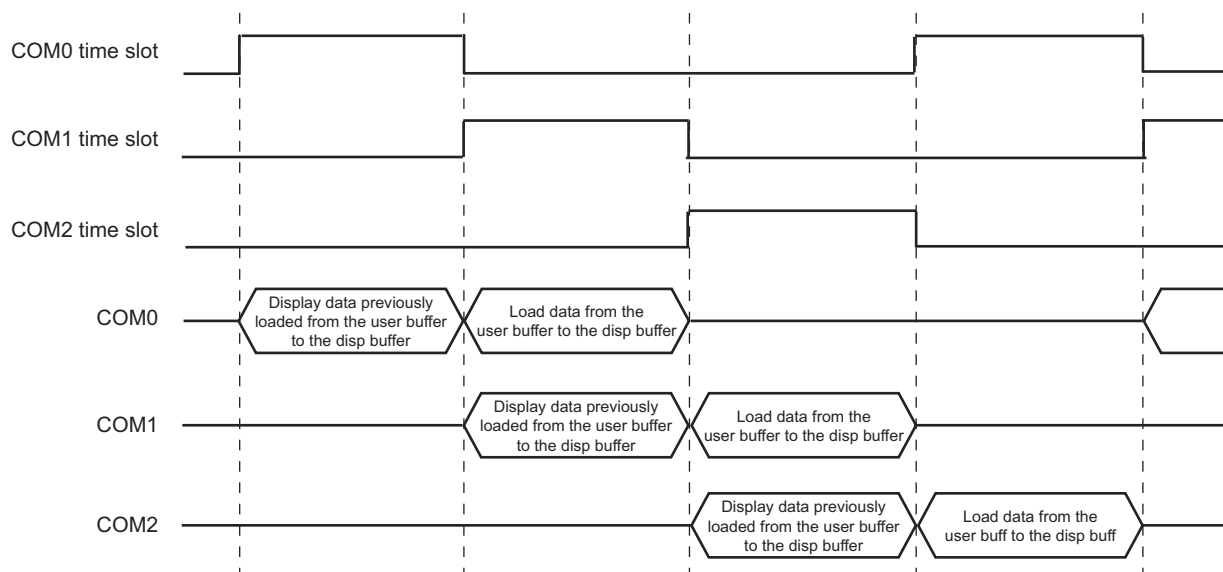 COM0 time slot
COM1 time slot
COM2 time slot
COM0
Display data previously
loaded from the user buffer
to the disp buffer
Load data from the
user buffer to the disp buffer
COM1
Display data previously
loaded from the user buffer
to the disp buffer
Load data from the
user buffer to the disp buffer
COM2
Display data previously
loaded from the user buffer
to the disp buffer
Load data from the
user buff to the disp buff